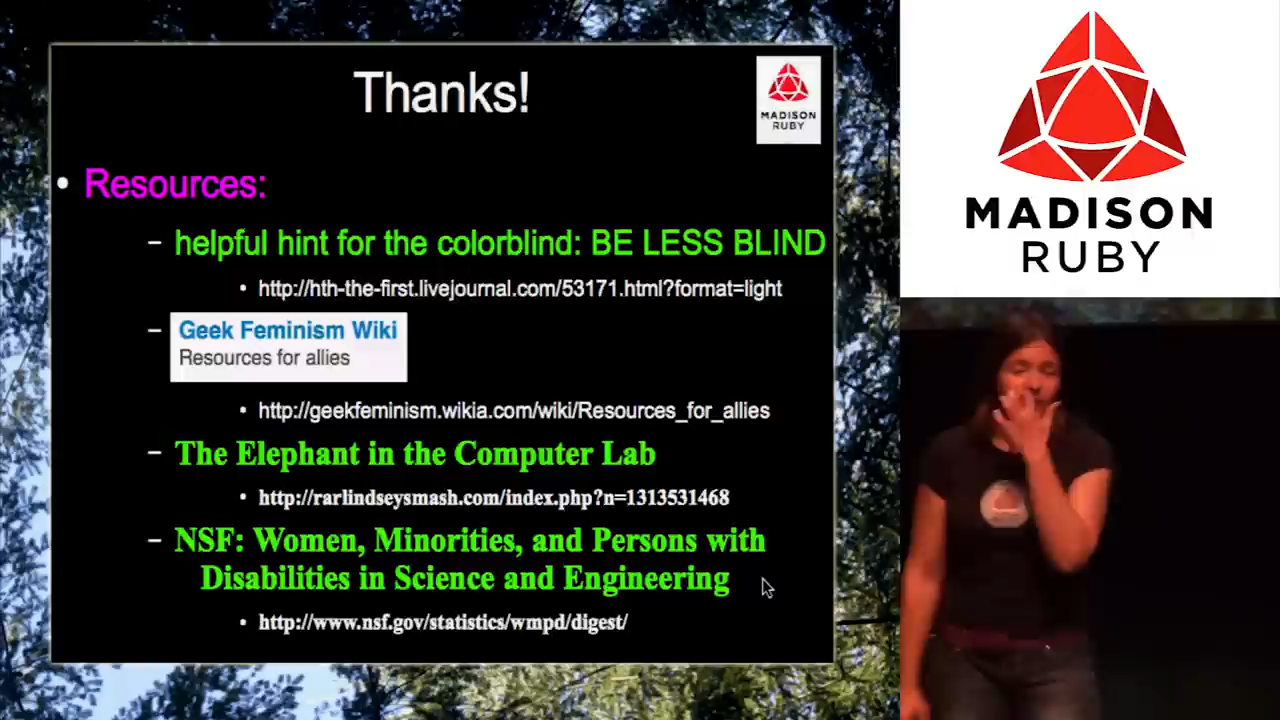 Thanks!
MADISON
RUBY
• Resources:
– helpful hint for the colorblind: BE LESS BLIND
• http://hth-the-first.livejournal.com/53171.html?format=light
– Geek Feminism Wiki
Resources for allies
• http://geekfeminism.wikia.com/wiki/Resources_for_allies
– The Elephant in the Computer Lab
• http://rarlindseysmash.com/index.php?n=1313531468
– NSF: Women, Minorities, and Persons with
Disabilities in Science and Engineering
• http://www.nsf.gov/statistics/wmpd/digest/
MADISON
RUBY